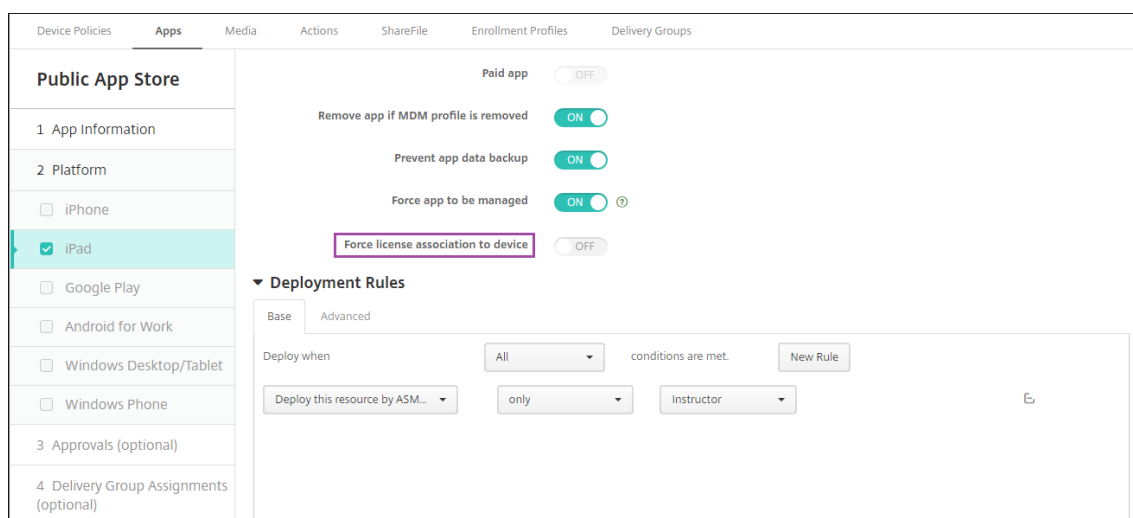 Device Policies Apps Media Actions ShareFile Enrollment Profiles Delivery Groups
Public App Store
1 App Information
2 Platform
iPhone
iPad
Google Play
Android for Work
Windows Desktop/Tablet
Windows Phone
3 Approvals (optional)
4 Delivery Group Assignments
(optional)
Paid app OFF
Remove app if MDM profile is removed ON
Prevent app data backup ON
Force app to be managed ON ?
Force license association to device OFF
Deployment Rules
Base Advanced
Deploy when All conditions are met. New Rule
Deploy this resource by ASM... only Instructor